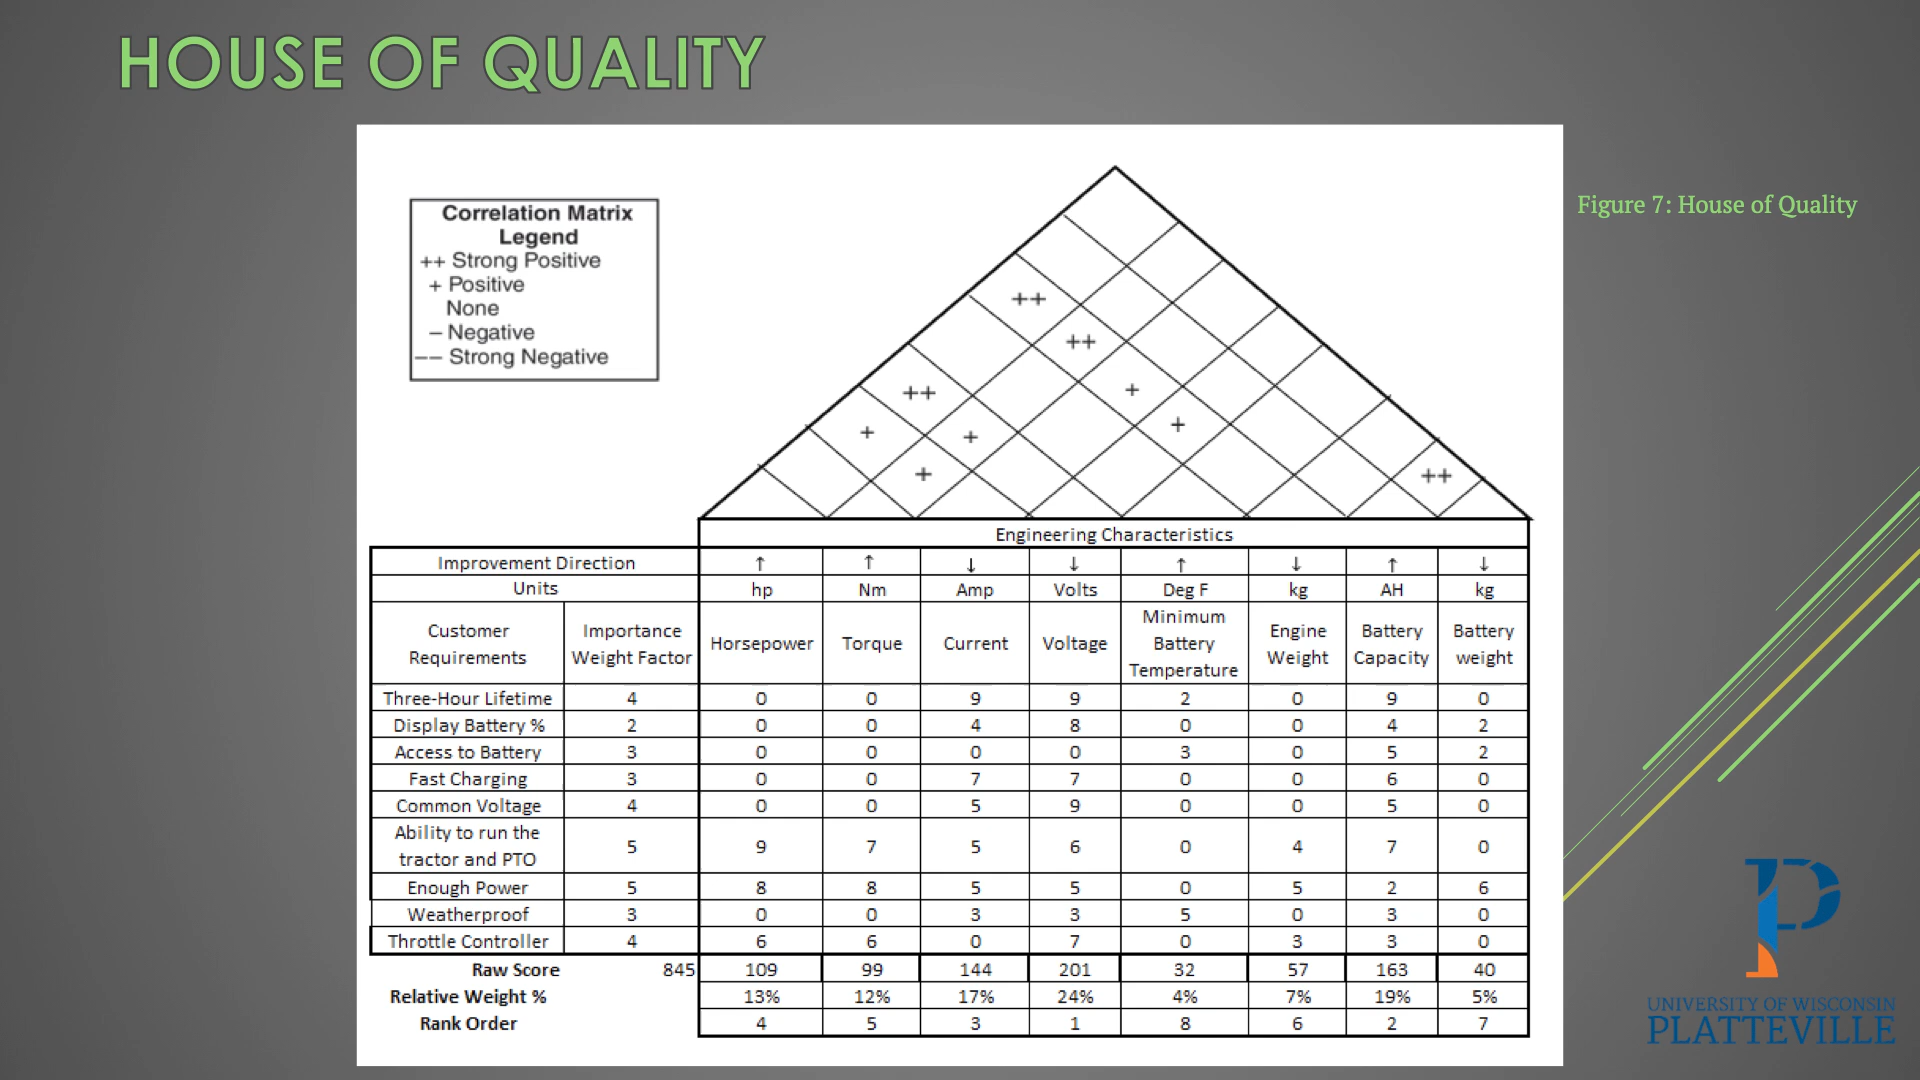 HOUSE OF QUALITY
Figure 7: House of Quality
Correlation Matrix
Legend
++ Strong Positive
+ Positive
None
− Negative
−− Strong Negative
++
++
++ +
+ +
+
+
++
Engineering Characteristics
Improvement Direction ↑ ↑ ↓ ↓ ↑ ↓ ↑ ↓
Units hp Nm Amp Volts Deg F kg AH kg
Customer Requirements Importance Weight Factor Horsepower Torque Current Voltage Minimum Battery Temperature Engine Weight Battery Capacity Battery weight
Three-Hour Lifetime 4 0 0 9 9 2 0 9 0
Display Battery % 2 0 0 4 8 0 0 4 2
Access to Battery 3 0 0 0 0 3 0 5 2
Fast Charging 3 0 0 7 7 0 0 6 0
Common Voltage 4 0 0 5 9 0 0 5 0
Ability to run the tractor and PTO 5 9 7 5 6 0 4 7 0
Enough Power 5 8 8 5 5 0 5 2 6
Weatherproof 3 0 0 3 3 5 0 3 0
Throttle Controller 4 6 6 0 7 0 3 3 0
Raw Score 845 109 99 144 201 32 57 163 40
Relative Weight % 13% 12% 17% 24% 4% 7% 19% 5%
Rank Order 4 5 3 1 8 6 2 7
UNIVERSITY OF WISCONSIN
PLATTEVILLE